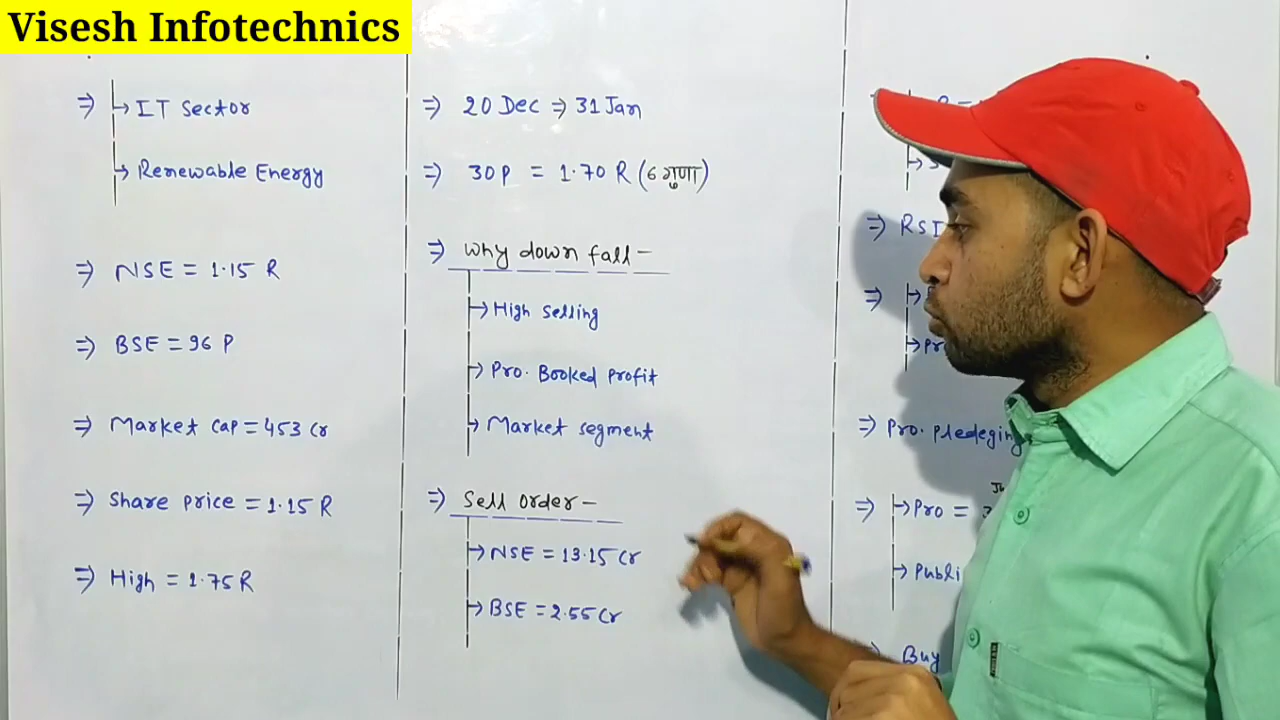 Visesh Infotechnics
⇒ → IT Sector
→ Renewable Energy
⇒ NSE = 1.15 R
⇒ BSE = 96 P
⇒ Market Cap = 453 Cr
⇒ Share price = 1.15 R
⇒ High = 1.75 R
⇒ 20 Dec ⇒ 31 Jan
⇒ 30P = 1.70 R (6 गुणा)
⇒ Why down fall -
→ High selling
→ Pro. Booked Profit
→ Market segment
⇒ Sell Order -
→ NSE = 13.15 Cr
→ BSE = 2.55 Cr
⇒ RSI
⇒ Pro. pledeging
⇒ → Pro =
→ Publi
⇒ Buy